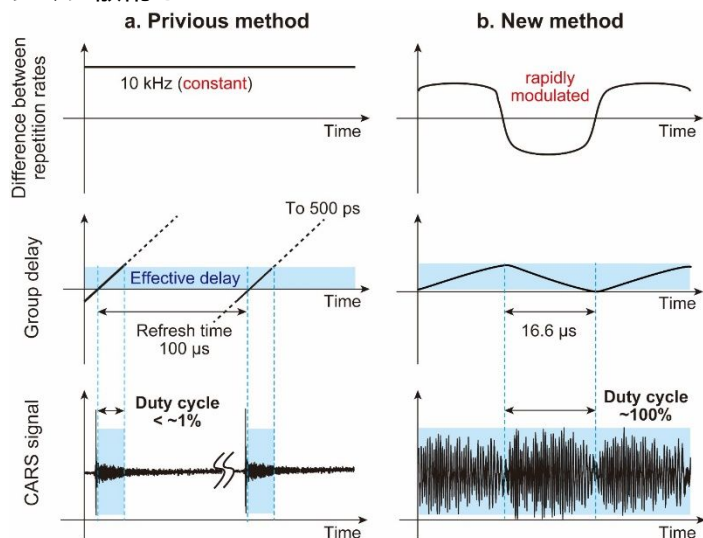 a. Privious method
b. New method
Difference between
repetition rates
10 kHz (constant)
Time
rapidly
modulated
Time
Group delay
To 500 ps
Effective delay
Time
Refresh time
100 µs
Time
16.6 µs
CARS signal
Duty cycle
< ~1%
Time
Duty cycle
~100%
Time